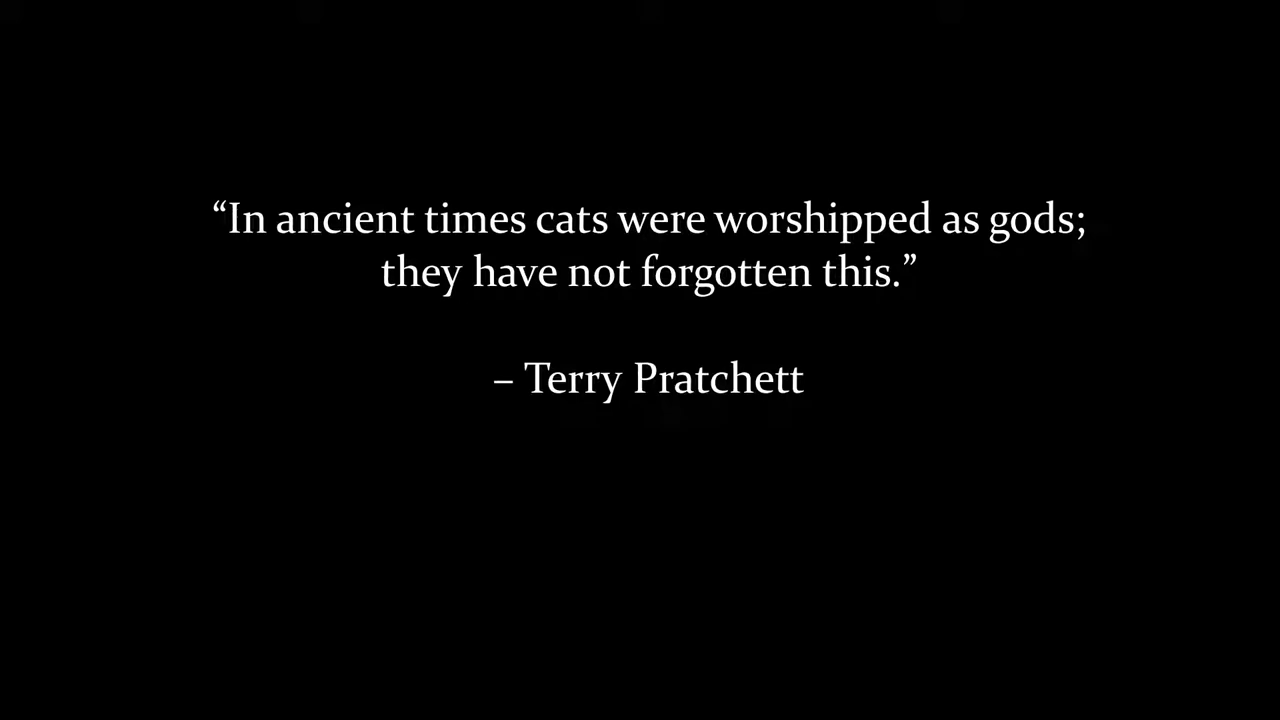 “In ancient times cats were worshipped as gods;
they have not forgotten this.”
– Terry Pratchett